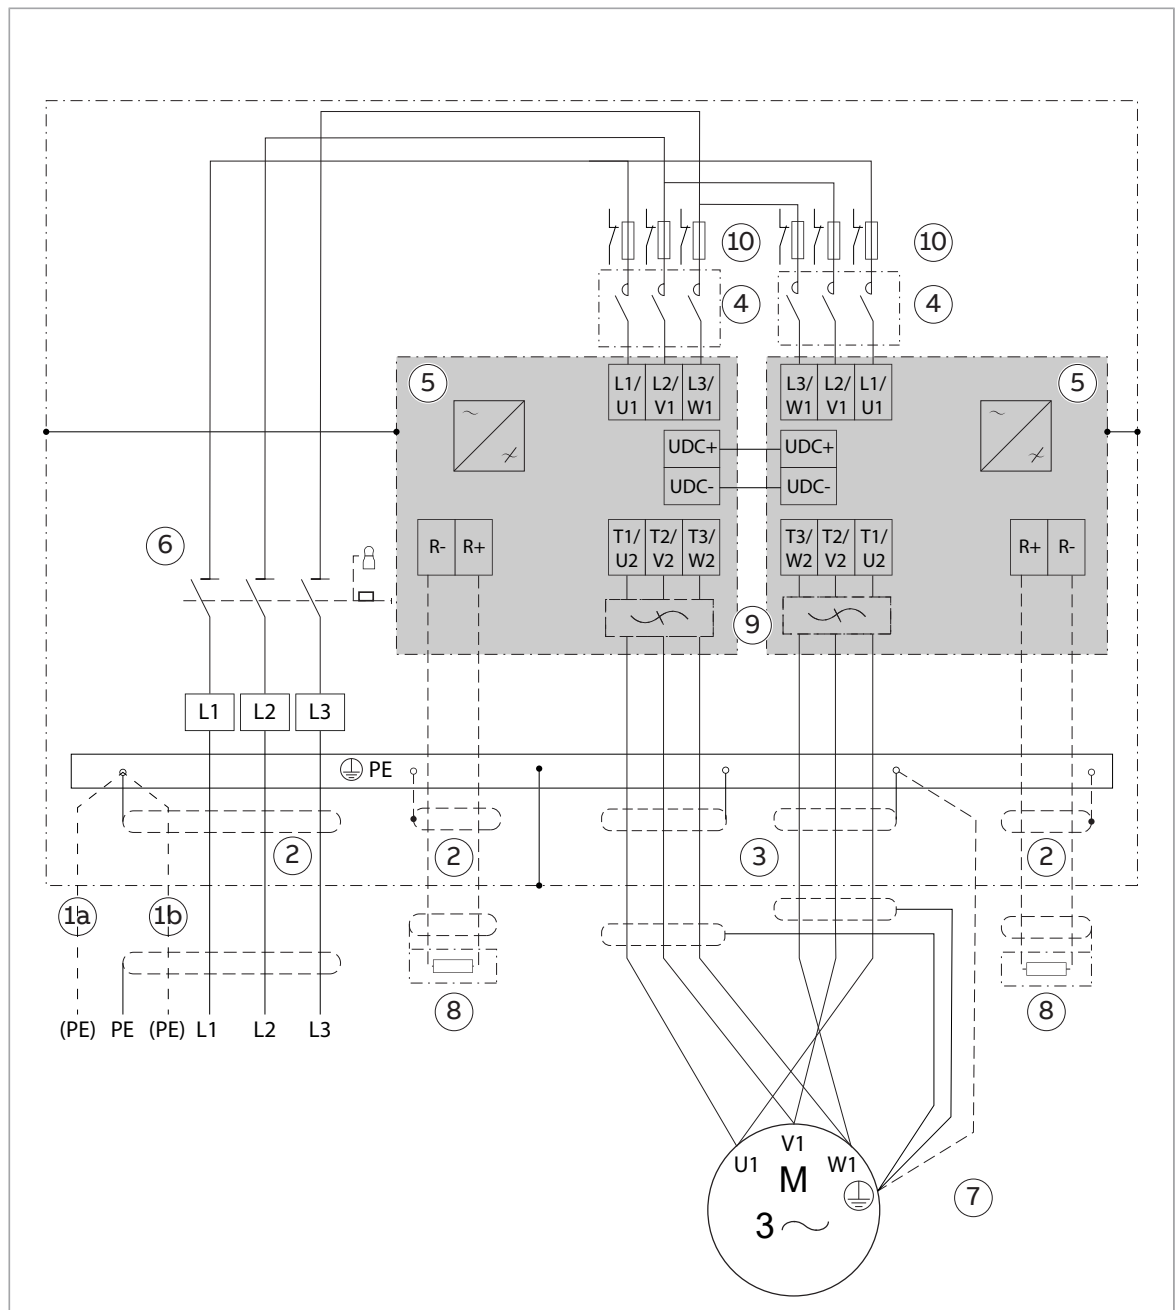 10
10
4
4
5
L1/ U1
L2/ V1
L3/ W1
L3/ W1
L2/ V1
L1/ U1
5
UDC+
UDC+
UDC-
UDC-
6
R-
R+
T1/ U2
T2/ V2
T3/ W2
T3/ W2
T2/ V2
T1/ U2
R+
R-
9
L1
L2
L3
PE
2
2
3
2
1a
1b
8
8
(PE)
PE
(PE)
L1
L2
L3
U1
V1
W1
M
3
7